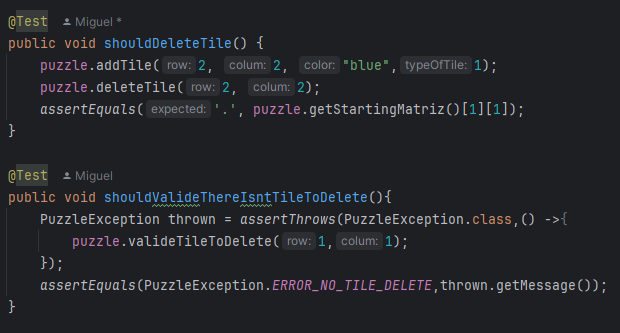 @Test Miguel *
public void shouldDeleteTile() {
puzzle.addTile( row: 2, colum: 2, color: "blue", typeOfTile: 1);
puzzle.deleteTile( row: 2, colum: 2);
assertEquals( expected: '.', puzzle.getStartingMatriz()[1][1]);
}
@Test Miguel
public void shouldValideThereIsntTileToDelete(){
PuzzleException thrown = assertThrows(PuzzleException.class,() ->{
puzzle.valideTileToDelete( row: 1, colum: 1);
});
assertEquals(PuzzleException.ERROR_NO_TILE_DELETE,thrown.getMessage());
}